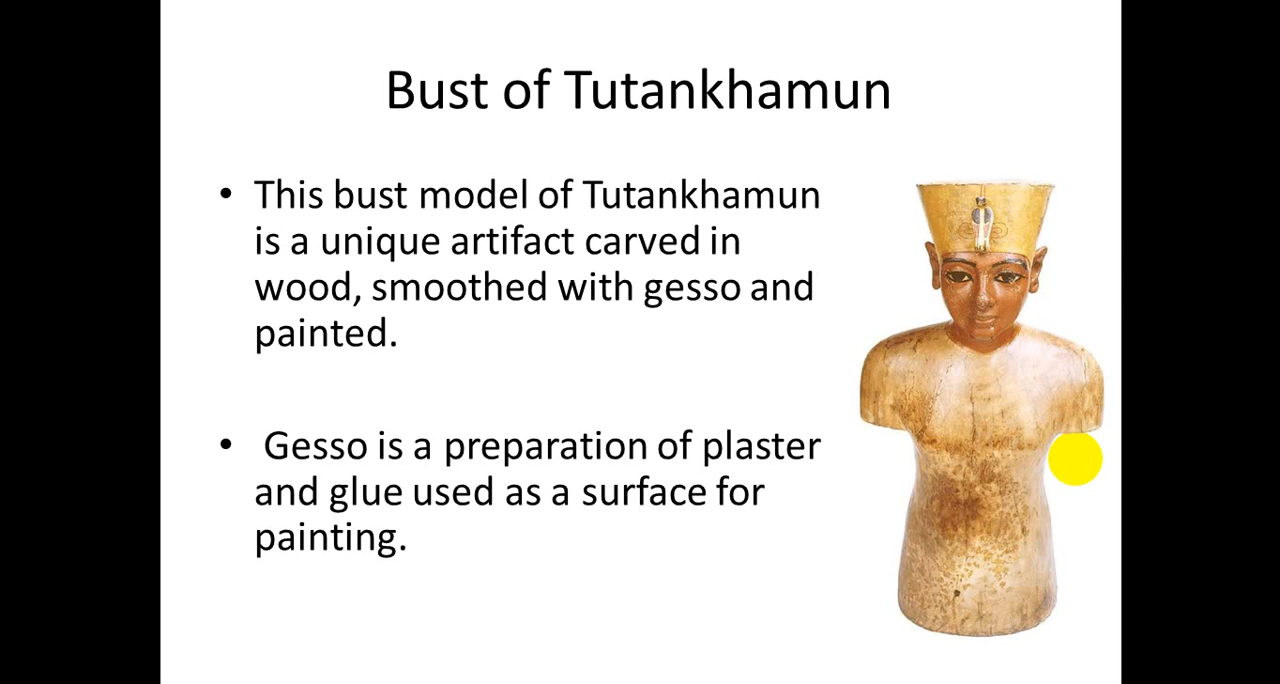 Bust of Tutankhamun
• This bust model of Tutankhamun
is a unique artifact carved in
wood, smoothed with gesso and
painted.
• Gesso is a preparation of plaster
and glue used as a surface for
painting.